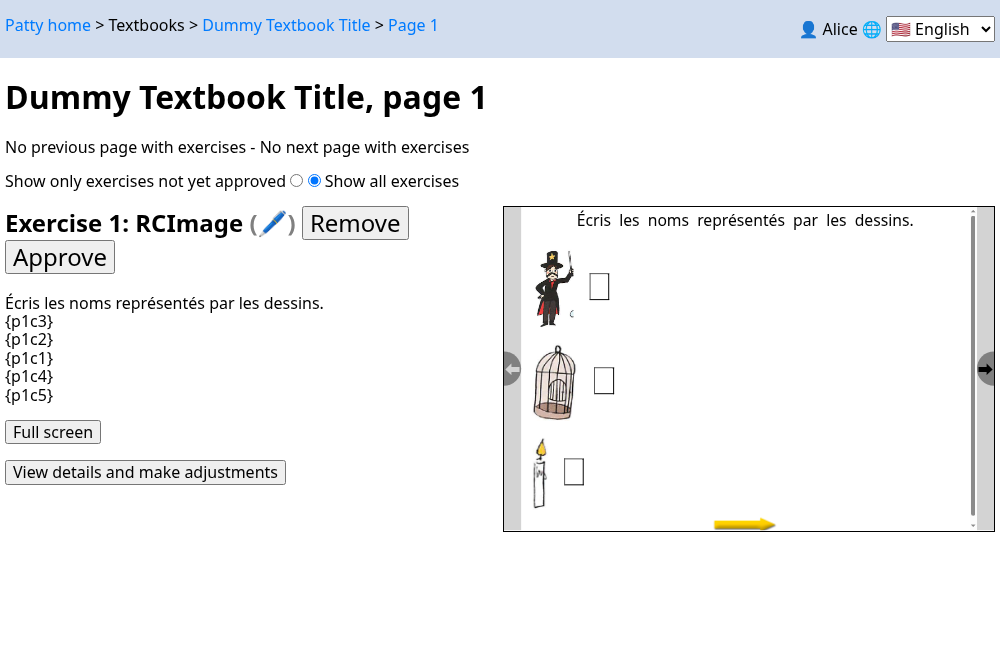 Patty home > Textbooks > Dummy Textbook Title > Page 1
Alice English
Dummy Textbook Title, page 1
No previous page with exercises - No next page with exercises
Show only exercises not yet approved Show all exercises
Exercise 1: RCImage () Remove
Approve
Écris les noms représentés par les dessins.
{p1c3}
{p1c2}
{p1c1}
{p1c4}
{p1c5}
Full screen
View details and make adjustments
Écris les noms représentés par les dessins.